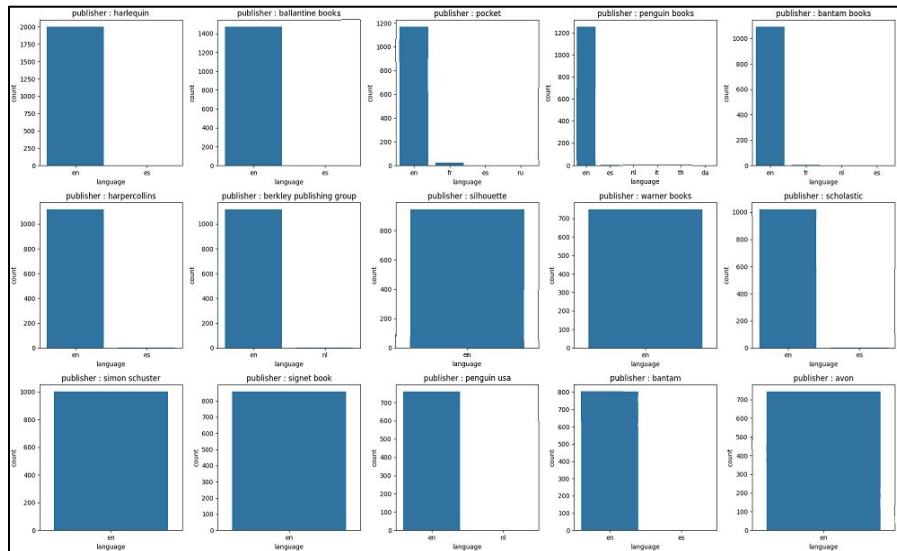 publisher : harlequin
2000
1750
1500
1250
1000
750
500
250
0
count
en es
language
publisher : ballantine books
1400
1200
1000
800
600
400
200
0
count
en es
language
publisher : pocket
1200
1000
800
600
400
200
0
count
en fr es ru
language
publisher : penguin books
1200
1000
800
600
400
200
0
count
en es nl it th da
language
publisher : bantam books
1000
800
600
400
200
0
count
en fr nl es
language
publisher : harpercollins
1000
800
600
400
200
0
count
en es
language
publisher : berkley publishing group
1000
800
600
400
200
0
count
en nl
language
publisher : silhouette
800
600
400
200
0
count
en
language
publisher : warner books
700
600
500
400
300
200
100
0
count
en
language
publisher : scholastic
1000
800
600
400
200
0
count
en es
language
publisher : simon schuster
1000
800
600
400
200
0
count
en
language
publisher : signet book
800
700
600
500
400
300
200
100
0
count
en
language
publisher : penguin usa
800
700
600
500
400
300
200
100
0
count
en nl
language
publisher : bantam
800
700
600
500
400
300
200
100
0
count
en es
language
publisher : avon
700
600
500
400
300
200
100
0
count
en
language